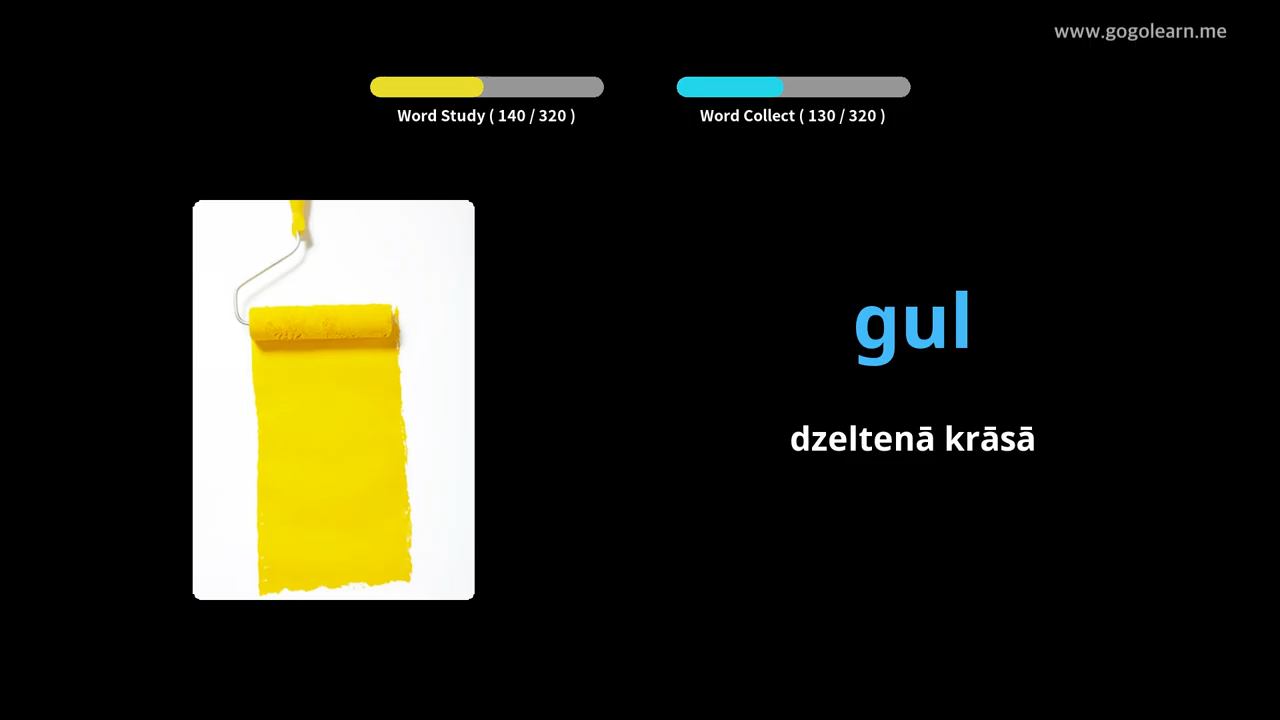 www.gogolearn.me
Word Study ( 140 / 320 )
Word Collect ( 130 / 320 )
gul
dzeltenā krāsā